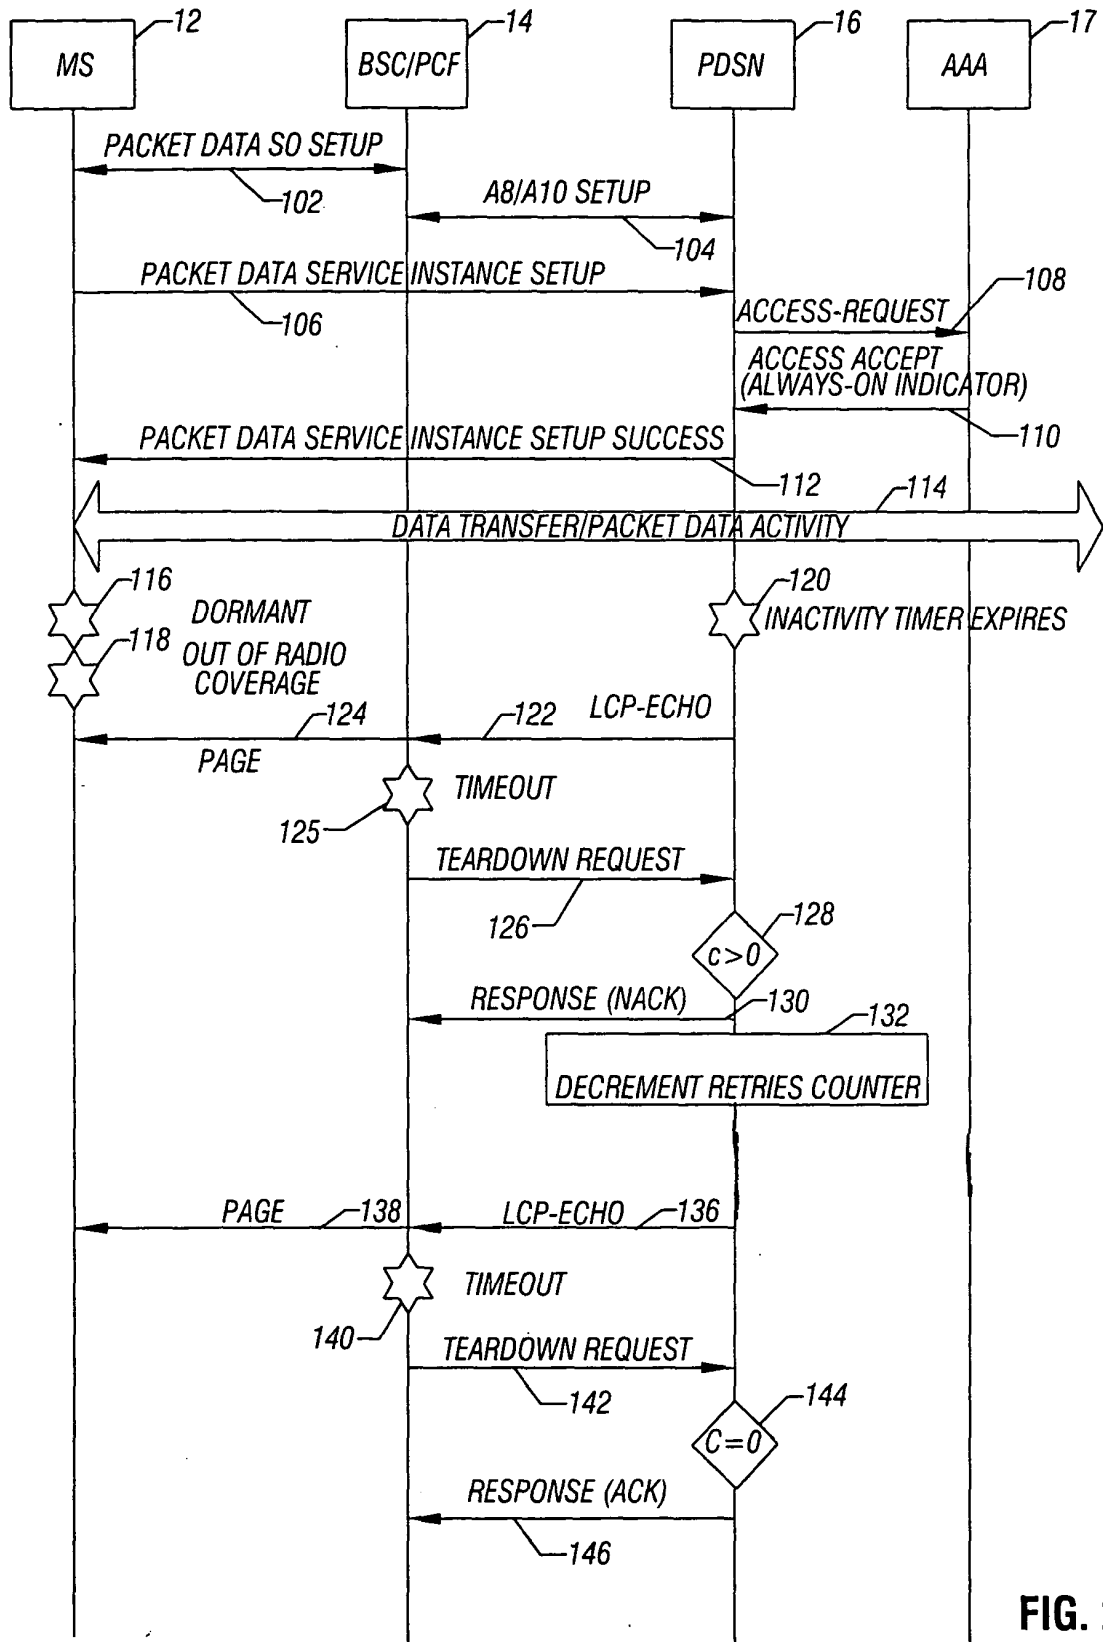 12
14
16
17
MS
BSC/PCF
PDSN
AAA
PACKET DATA SO SETUP
102
A8/A10 SETUP
104
PACKET DATA SERVICE INSTANCE SETUP
106
ACCESS-REQUEST
108
ACCESS ACCEPT
(ALWAYS-ON INDICATOR)
110
PACKET DATA SERVICE INSTANCE SETUP SUCCESS
112
114
DATA TRANSFER/PACKET DATA ACTIVITY
116
DORMANT
120
INACTIVITY TIMER EXPIRES
118
OUT OF RADIO
COVERAGE
124
PAGE
122
LCP-ECHO
TIMEOUT
125
TEARDOWN REQUEST
126
128
c>0
RESPONSE (NACK)
130
132
DECREMENT RETRIES COUNTER
PAGE
138
LCP-ECHO
136
TIMEOUT
140
TEARDOWN REQUEST
142
144
C=0
RESPONSE (ACK)
146
FIG.